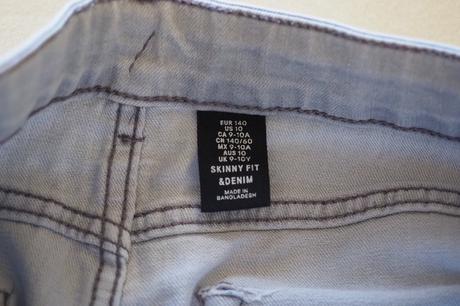 EUR 140
US 10
CA 9-10A
CN 140/60
MX 9-10A
AUS 10
UK 9-10Y
SKINNY FIT
&DENIM
MADE IN
BANGLADESH